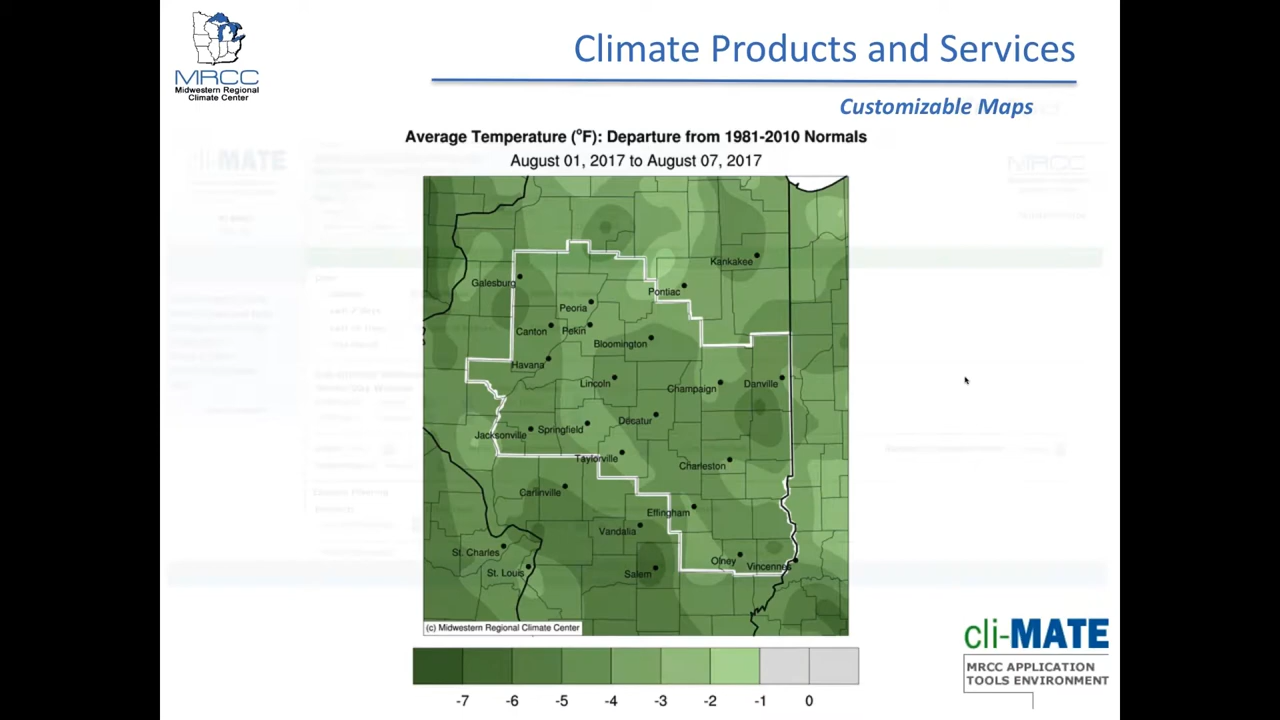 MRCC
Midwestern Regional
Climate Center
Climate Products and Services
Customizable Maps
Average Temperature (°F): Departure from 1981-2010 Normals
August 01, 2017 to August 07, 2017
cli-MATE
MRCC
Kankakee
Galesburg
Pontiac
Peoria
Canton
Pekin
Bloomington
Havana
Lincoln
Champaign
Danville
Decatur
Jacksonville
Springfield
Taylorville
Charleston
Carlinville
Effingham
Vandalia
St. Charles
Olney
Vincennes
St. Louis
Salem
(c) Midwestern Regional Climate Center
-7 -6 -5 -4 -3 -2 -1 0
cli-MATE
MRCC APPLICATION
TOOLS ENVIRONMENT